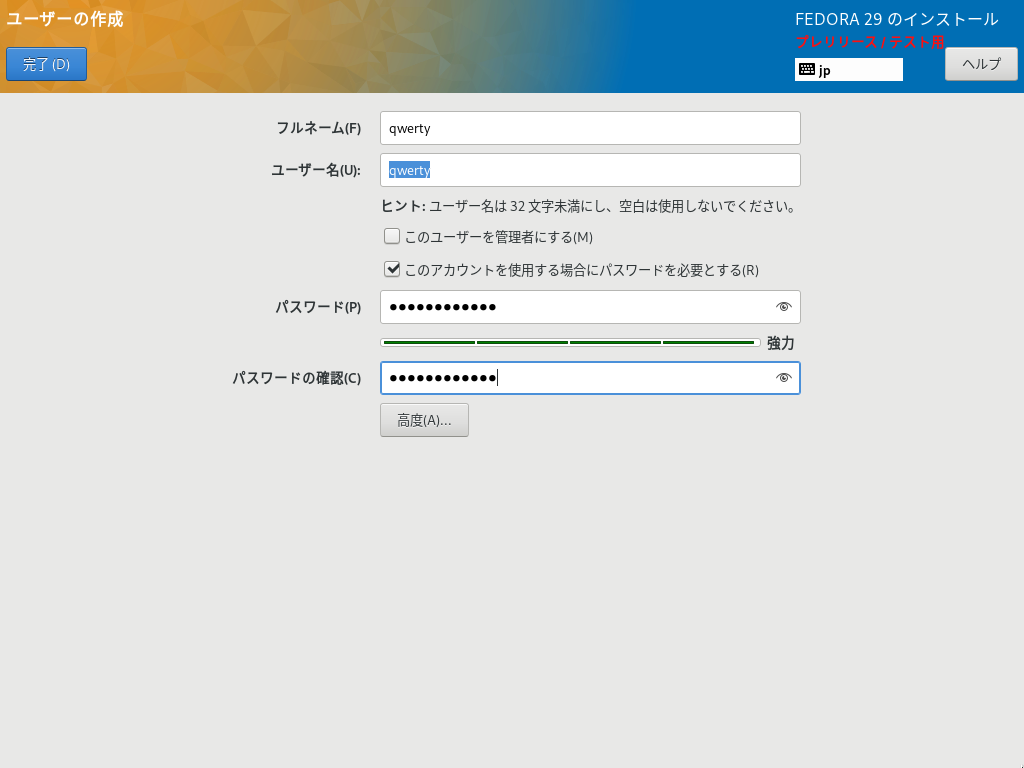 ユーザーの作成
FEDORA 29 のインストール
プレリリース / テスト用
完了 (D)
jp
ヘルプ
フルネーム(F)
qwerty
ユーザー名(U):
qwerty
ヒント: ユーザー名は 32 文字未満にし、空白は使用しないでください。
このユーザーを管理者にする(M)
このアカウントを使用する場合にパスワードを必要とする(R)
パスワード(P)
●●●●●●●●●●●●
強力
パスワードの確認(C)
●●●●●●●●●●●●
高度(A)...